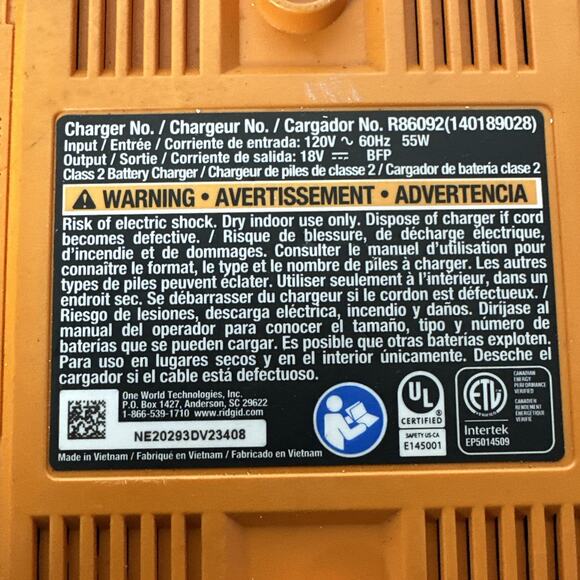 Charger No. / Chargeur No. / Cargador No. R86092(140189028)
Input / Entrée / Corriente de entrada: 120V ∿ 60Hz 55W
Output / Sortie / Corriente de salida: 18V ⎓ BFP
Class 2 Battery Charger / Chargeur de piles de classe 2 / Cargador de batería clase 2
WARNING • AVERTISSEMENT • ADVERTENCIA
Risk of electric shock. Dry indoor use only. Dispose of charger if cord
becomes defective. / Risque de blessure, de décharge électrique,
d'incendie et de dommages. Consulter le manuel d'utilisation pour
connaître le format, le type et le nombre de piles à charger. Les autres
types de piles peuvent éclater. Utiliser seulement à l'intérieur, dans un
endroit sec. Se débarrasser du chargeur si le cordon est défectueux. /
Riesgo de lesiones, descarga eléctrica, incendio y daños. Diríjase al
manual del operador para conocer el tamaño, tipo y número de
baterías que se pueden cargar. Es posible que otras baterías exploten.
Para uso en lugares secos y en el interior únicamente. Deseche el
cargador si el cable está defectuoso.
One World Technologies, Inc.
P.O. Box 1427, Anderson, SC 29622
1-866-539-1710 www.ridgid.com
NE20293DV23408
Made in Vietnam / Fabriqué en Vietnam / Fabricado en Vietnam
UL
CERTIFIED
SAFETY US-CA
E145001
ETL
Intertek
EP5014509
CANADIAN
ENERGY
PERFORMANCE
VERIFIED
CANADIEN
RENDEMENT
ENERGETIQUE
VERIFIE